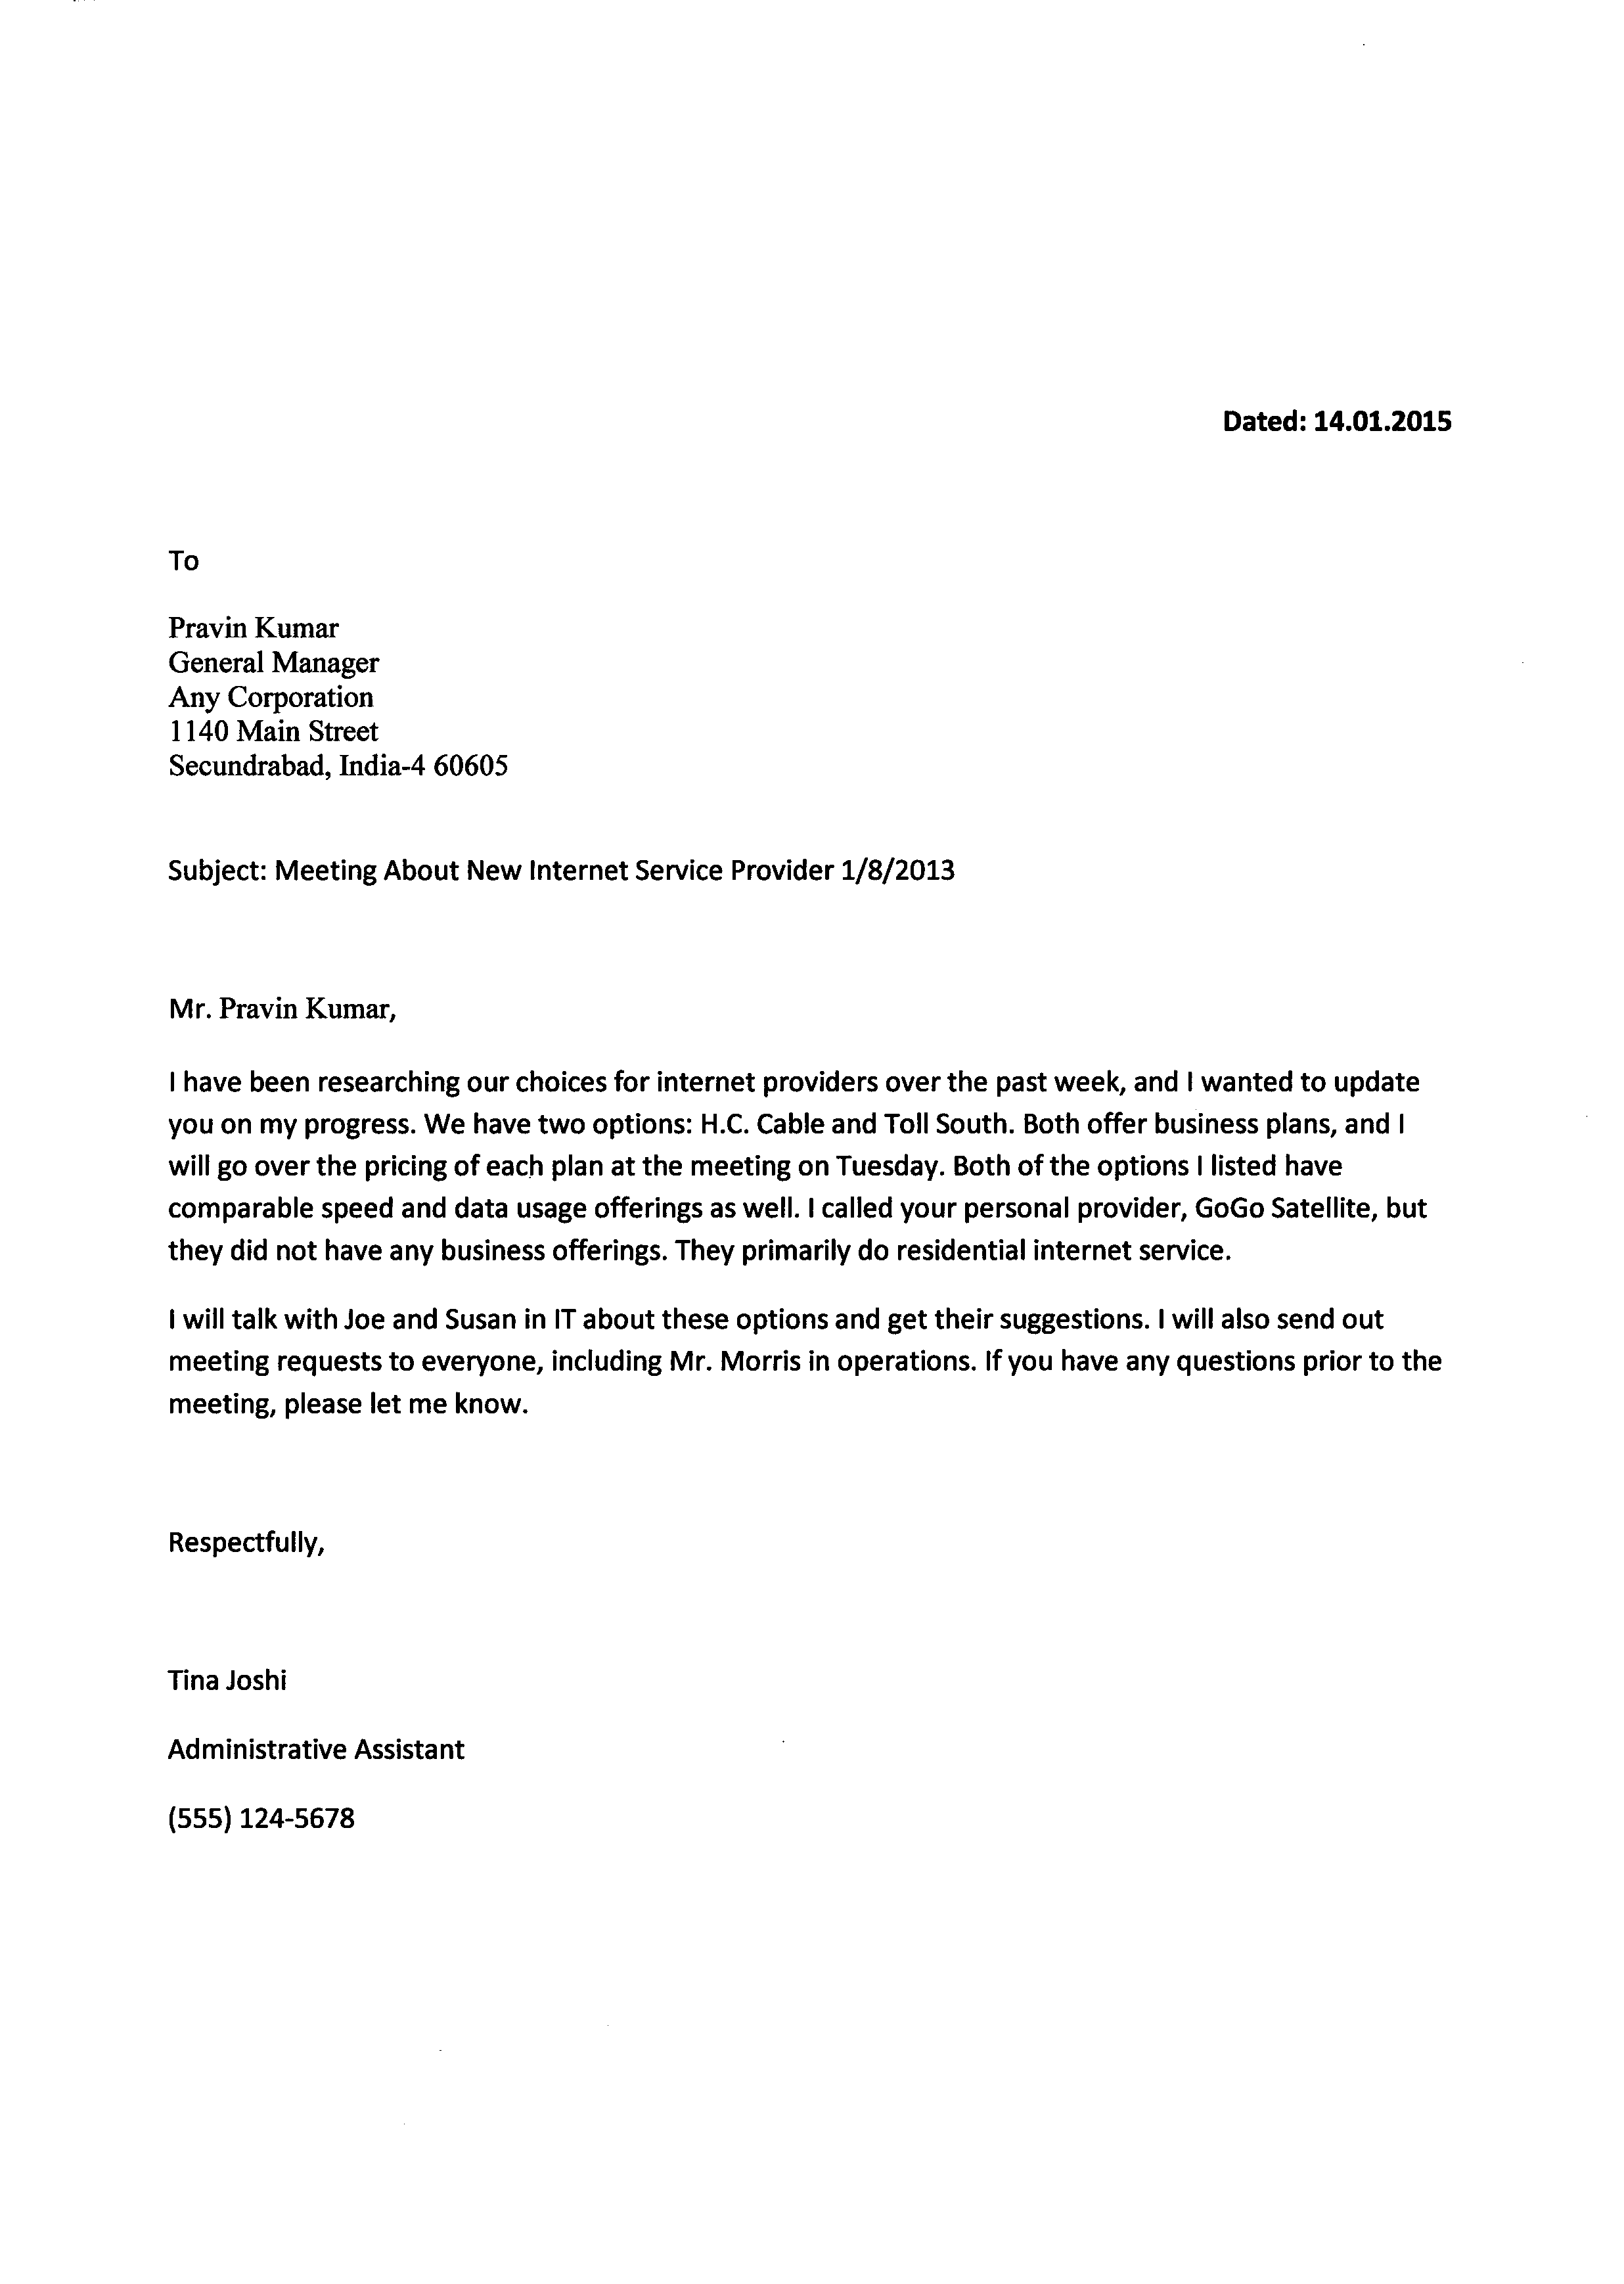 Dated: 14.01.2015
To
Pravin Kumar
General Manager
Any Corporation
1140 Main Street
Secundrabad, India-4 60605
Subject: Meeting About New Internet Service Provider 1/8/2013
Mr. Pravin Kumar,
I have been researching our choices for internet providers over the past week, and I wanted to update
you on my progress. We have two options: H.C. Cable and Toll South. Both offer business plans, and I
will go over the pricing of each plan at the meeting on Tuesday. Both of the options I listed have
comparable speed and data usage offerings as well. I called your personal provider, GoGo Satellite, but
they did not have any business offerings. They primarily do residential internet service.
I will talk with Joe and Susan in IT about these options and get their suggestions. I will also send out
meeting requests to everyone, including Mr. Morris in operations. If you have any questions prior to the
meeting, please let me know.
Respectfully,
Tina Joshi
Administrative Assistant
(555) 124-5678